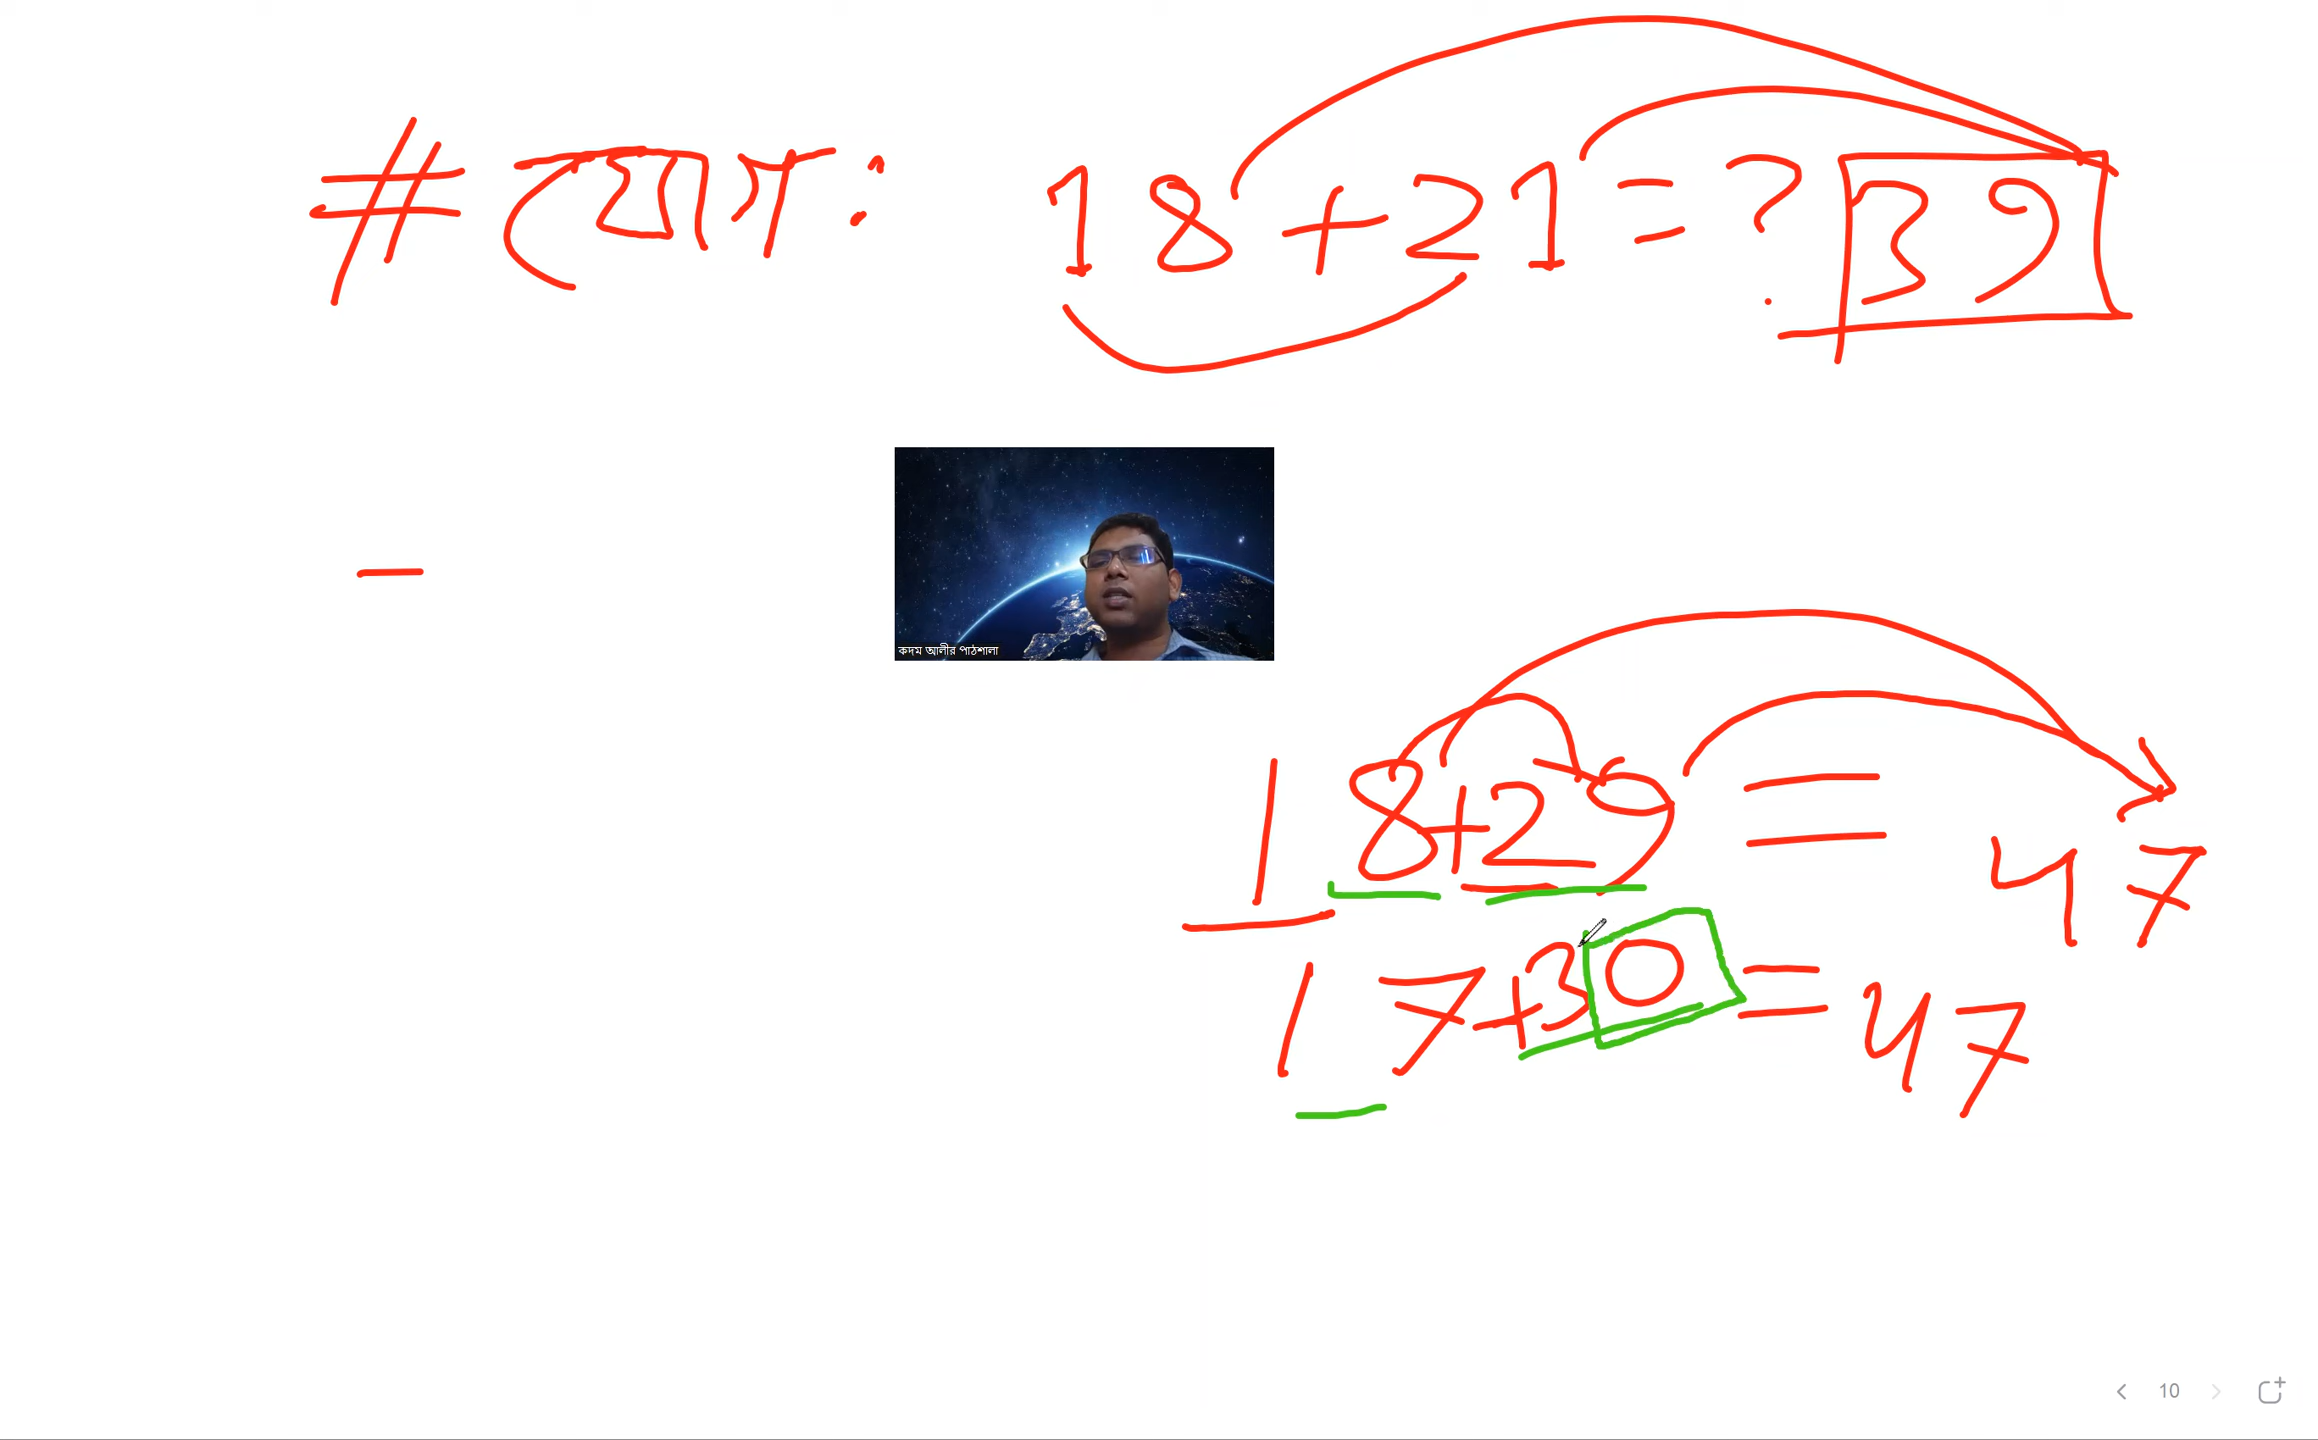 # যোগ: 18+21=? 39
কদম আলীর পাঠশালা
18+29 = 47
17+30=47
10